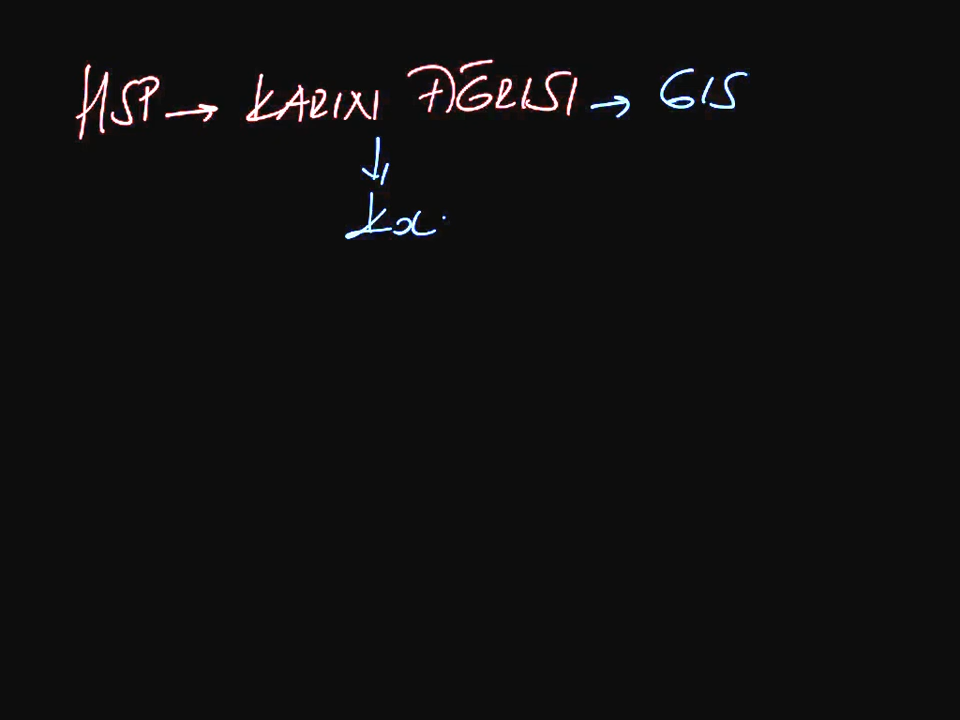 HSP → KARIN AĞRISI → GIS
↓
kx.